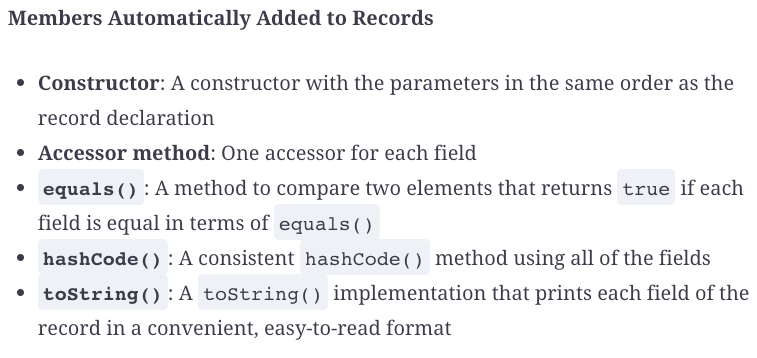 Members Automatically Added to Records
• Constructor: A constructor with the parameters in the same order as the
record declaration
• Accessor method: One accessor for each field
• equals(): A method to compare two elements that returns true if each
field is equal in terms of equals()
• hashCode(): A consistent hashCode() method using all of the fields
• toString(): A toString() implementation that prints each field of the
record in a convenient, easy-to-read format